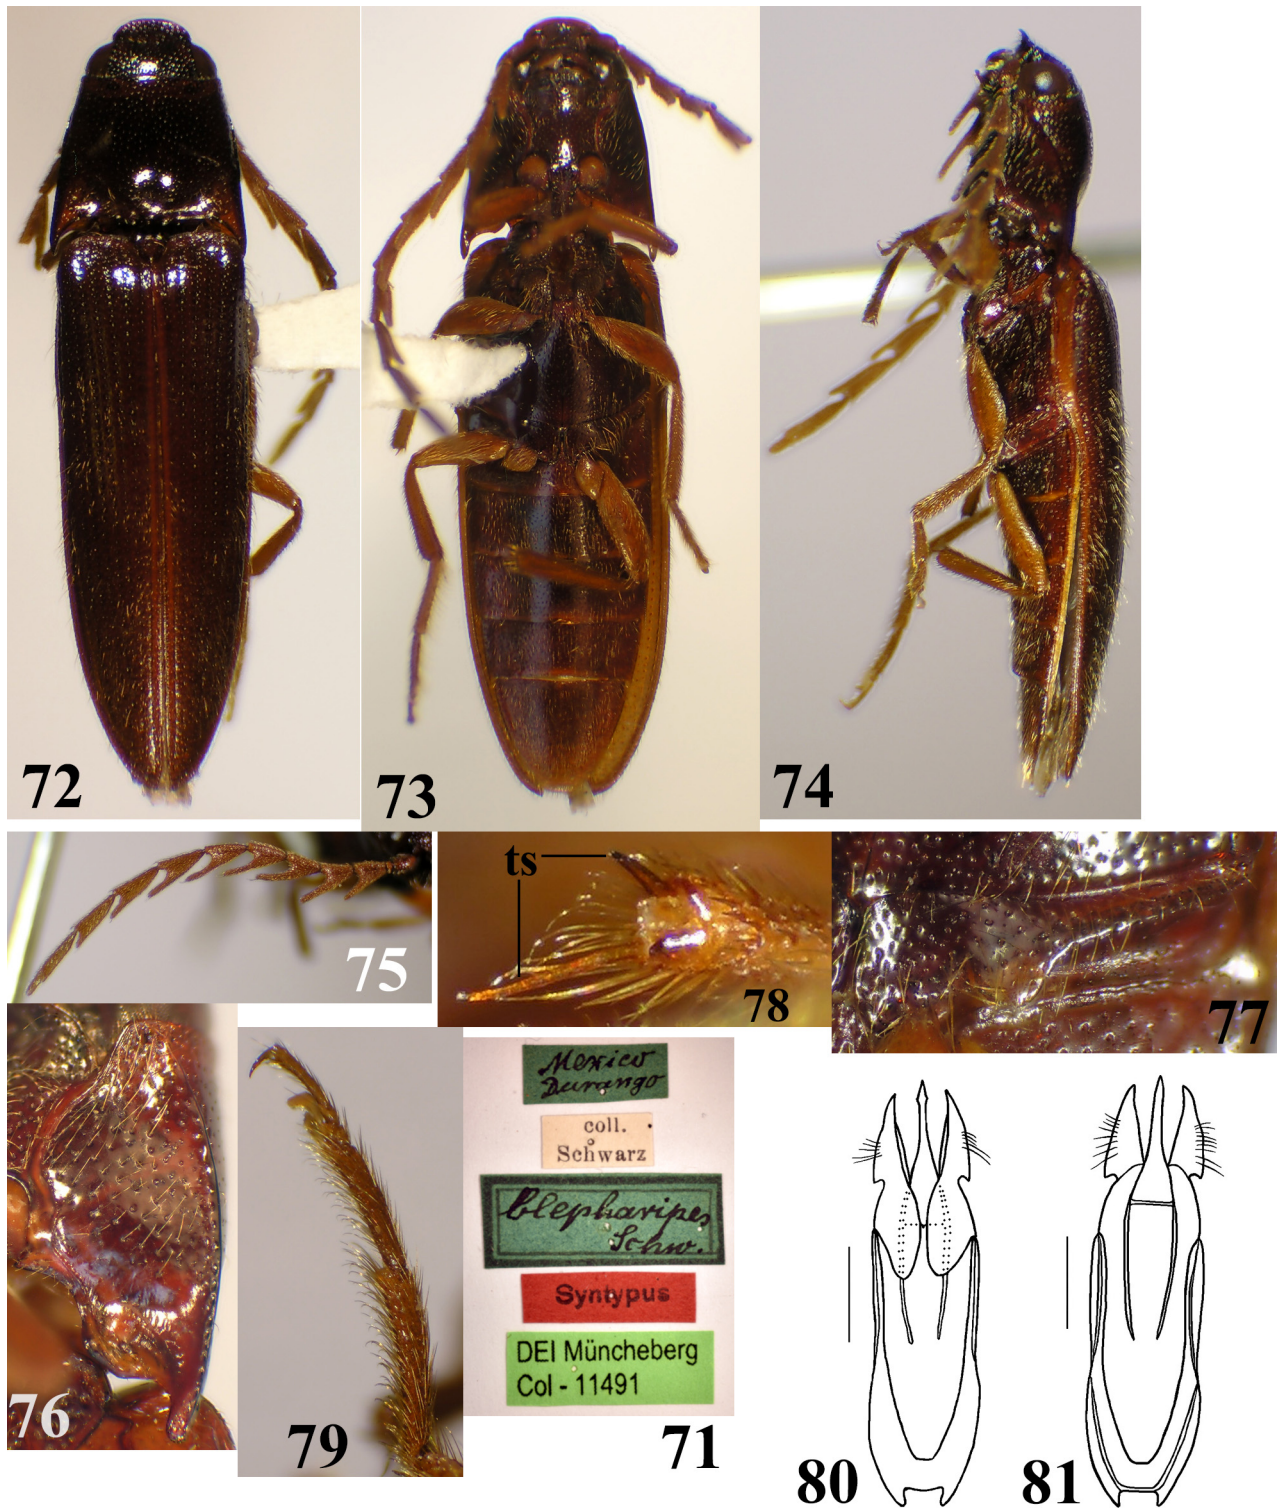 72
73
74
75
ts
78
77
76
79
Mexico
Durango
coll.
Schwarz
blepharipes
Schw.
Syntypus
DEI Müncheberg
Col - 11491
71
80
81